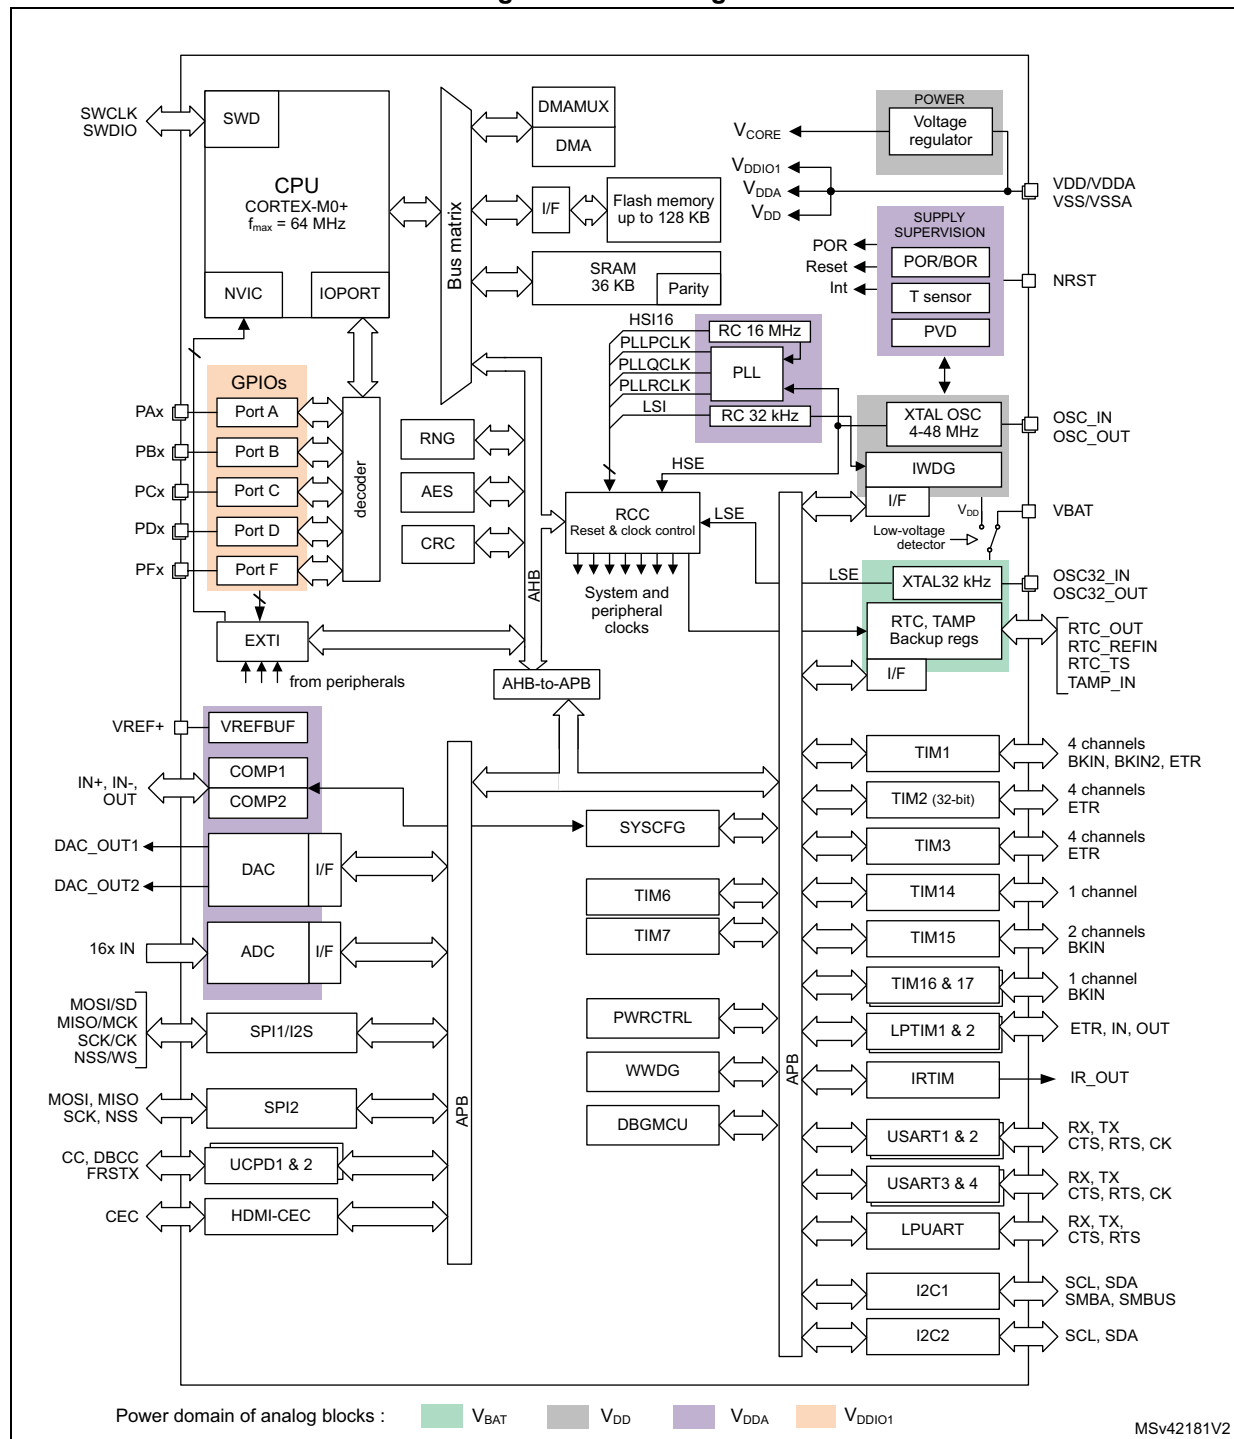 SWCLK
SWDIO
SWD
CPU
CORTEX-M0+
fmax = 64 MHz
NVIC
IOPORT
Bus matrix
DMAMUX
DMA
I/F
Flash memory
up to 128 KB
SRAM
36 KB
Parity
POWER
Voltage
regulator
VCORE
VDDIO1
VDDA
VDD
VDD/VDDA
VSS/VSSA
SUPPLY
SUPERVISION
POR
Reset
Int
POR/BOR
T sensor
PVD
NRST
HSI16
PLLPCLK
PLLQCLK
PLLRCLK
LSI
RC 16 MHz
PLL
RC 32 kHz
XTAL OSC
4-48 MHz
IWDG
I/F
OSC_IN
OSC_OUT
GPIOs
PAx
Port A
PBx
Port B
PCx
Port C
PDx
Port D
PFx
Port F
decoder
RNG
AES
CRC
AHB
HSE
RCC
Reset & clock control
LSE
System and
peripheral
clocks
VDD
Low-voltage
detector
VBAT
LSE
XTAL32 kHz
OSC32_IN
OSC32_OUT
RTC, TAMP
Backup regs
I/F
RTC_OUT
RTC_REFIN
RTC_TS
TAMP_IN
EXTI
from peripherals
AHB-to-APB
VREF+
VREFBUF
IN+, IN-,
OUT
COMP1
COMP2
DAC_OUT1
DAC_OUT2
DAC
I/F
16x IN
ADC
I/F
MOSI/SD
MISO/MCK
SCK/CK
NSS/WS
SPI1/I2S
MOSI, MISO
SCK, NSS
SPI2
CC, DBCC
FRSTX
UCPD1 & 2
CEC
HDMI-CEC
APB
SYSCFG
TIM6
TIM7
PWRCTRL
WWDG
DBGMCU
APB
TIM1
4 channels
BKIN, BKIN2, ETR
TIM2 (32-bit)
4 channels
ETR
TIM3
4 channels
ETR
TIM14
1 channel
TIM15
2 channels
BKIN
TIM16 & 17
1 channel
BKIN
LPTIM1 & 2
ETR, IN, OUT
IRTIM
IR_OUT
USART1 & 2
RX, TX
CTS, RTS, CK
USART3 & 4
RX, TX
CTS, RTS, CK
LPUART
RX, TX,
CTS, RTS
I2C1
SCL, SDA
SMBA, SMBUS
I2C2
SCL, SDA
Power domain of analog blocks :
VBAT
VDD
VDDA
VDDIO1
MSv42181V2